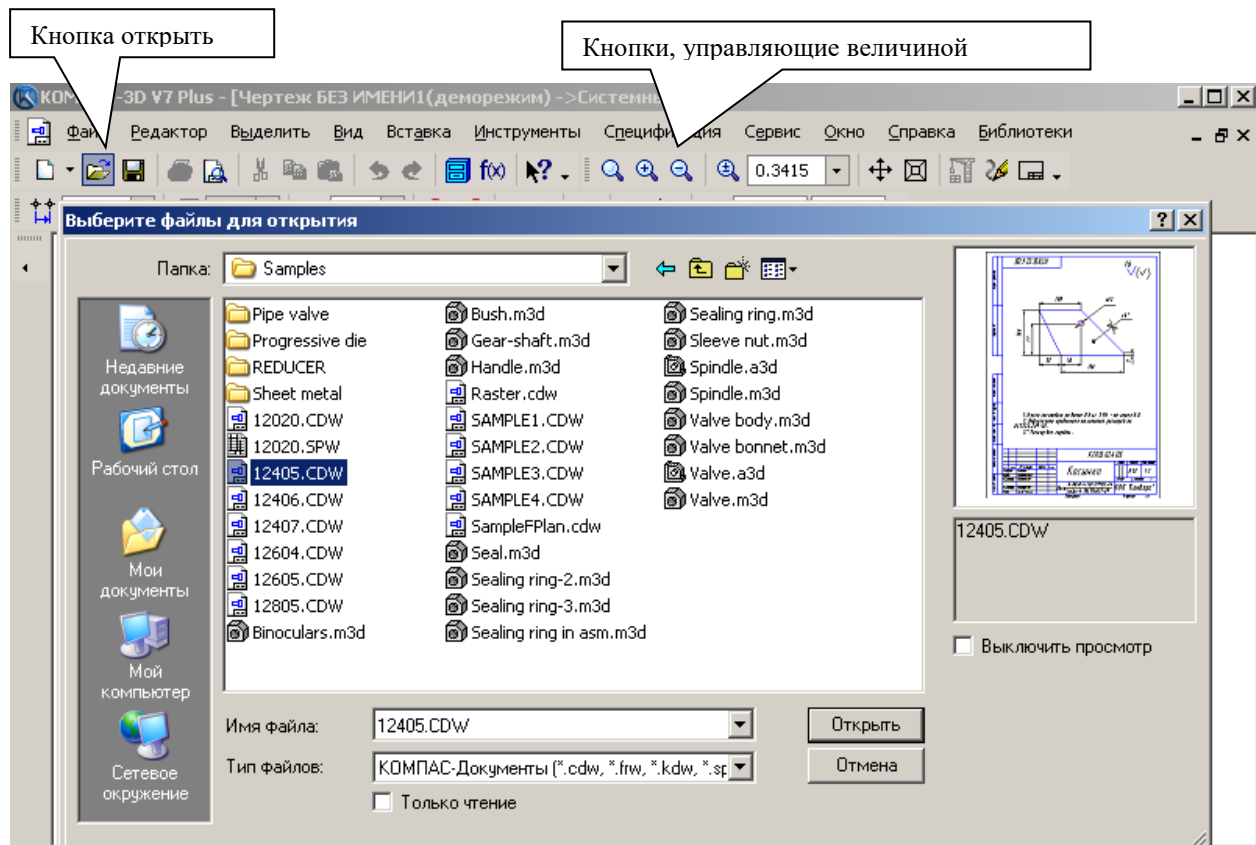 Кнопка открыть
Кнопки, управляющие величиной
-3D V7 Plus - [Чертеж БЕЗ ИМЕНИ1(деморежим) ->
Редактор Выделить Вид Вставка Инструменты Сервис Окно Справка Библиотеки
f(x) 0.3415
Выберите файлы для открытия
Папка: Samples
Недавние документы
Рабочий стол
Мои документы
Мой компьютер
Сетевое окружение
Pipe valve
Progressive die
REDUCER
Sheet metal
12020.CDW
12020.SPW
12405.CDW
12406.CDW
12407.CDW
12604.CDW
12605.CDW
12805.CDW
Binoculars.m3d
Bush.m3d
Gear-shaft.m3d
Handle.m3d
Raster.cdw
SAMPLE1.CDW
SAMPLE2.CDW
SAMPLE3.CDW
SAMPLE4.CDW
SampleFPlan.cdw
Seal.m3d
Sealing ring-2.m3d
Sealing ring-3.m3d
Sealing ring in asm.m3d
Sealing ring.m3d
Sleeve nut.m3d
Spindle.a3d
Spindle.m3d
Valve body.m3d
Valve bonnet.m3d
Valve.a3d
Valve.m3d
Косынка
12405.CDW
Выключить просмотр
Имя файла: 12405.CDW Открыть
Тип файлов: КОМПАС-Документы (*.cdw, *.frw, *.kdw, *.sp Отмена
Только чтение